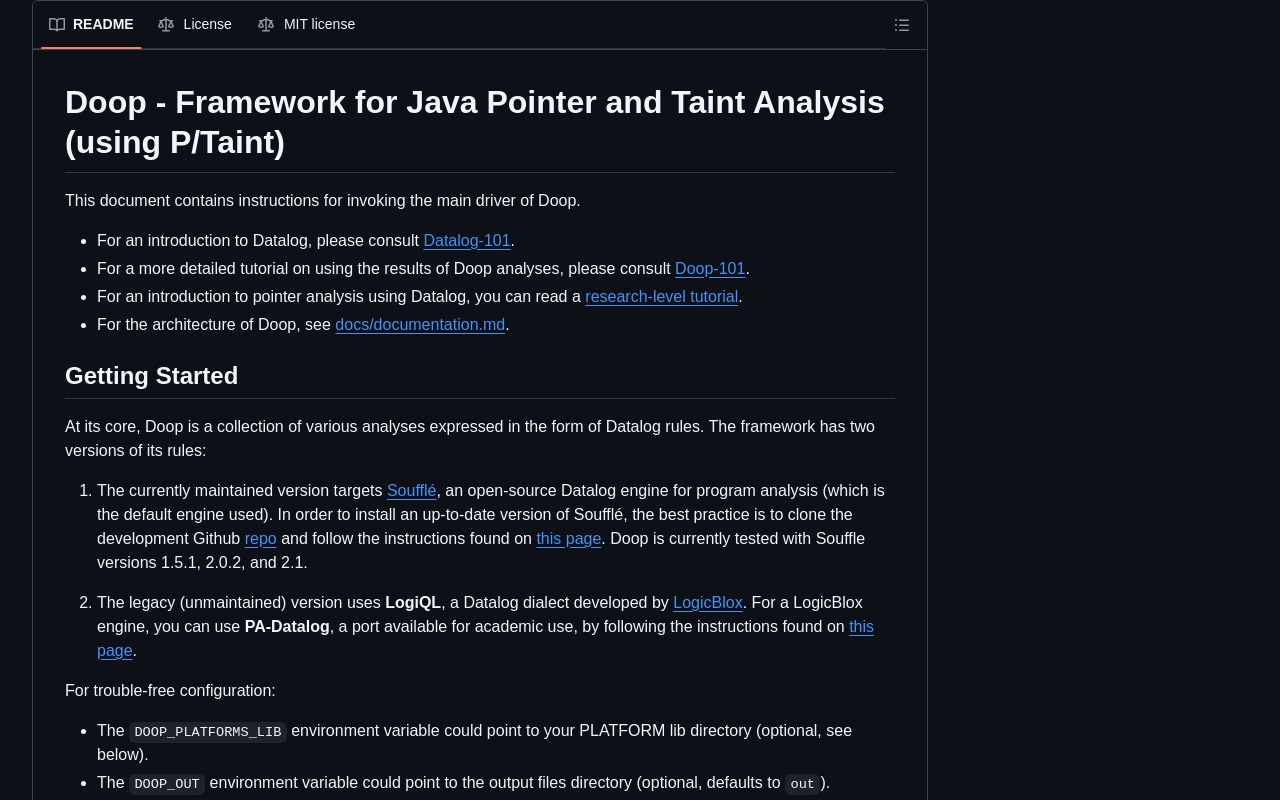 README
License
MIT license
Doop - Framework for Java Pointer and Taint Analysis
(using P/Taint)
This document contains instructions for invoking the main driver of Doop.
• For an introduction to Datalog, please consult Datalog-101.
• For a more detailed tutorial on using the results of Doop analyses, please consult Doop-101.
• For an introduction to pointer analysis using Datalog, you can read a research-level tutorial.
• For the architecture of Doop, see docs/documentation.md.
Getting Started
At its core, Doop is a collection of various analyses expressed in the form of Datalog rules. The framework has two
versions of its rules:
1. The currently maintained version targets Soufflé, an open-source Datalog engine for program analysis (which is
the default engine used). In order to install an up-to-date version of Soufflé, the best practice is to clone the
development Github repo and follow the instructions found on this page. Doop is currently tested with Souffle
versions 1.5.1, 2.0.2, and 2.1.
2. The legacy (unmaintained) version uses LogiQL, a Datalog dialect developed by LogicBlox. For a LogicBlox
engine, you can use PA-Datalog, a port available for academic use, by following the instructions found on this
page.
For trouble-free configuration:
• The DOOP_PLATFORMS_LIB environment variable could point to your PLATFORM lib directory (optional, see
below).
• The DOOP_OUT environment variable could point to the output files directory (optional, defaults to out).